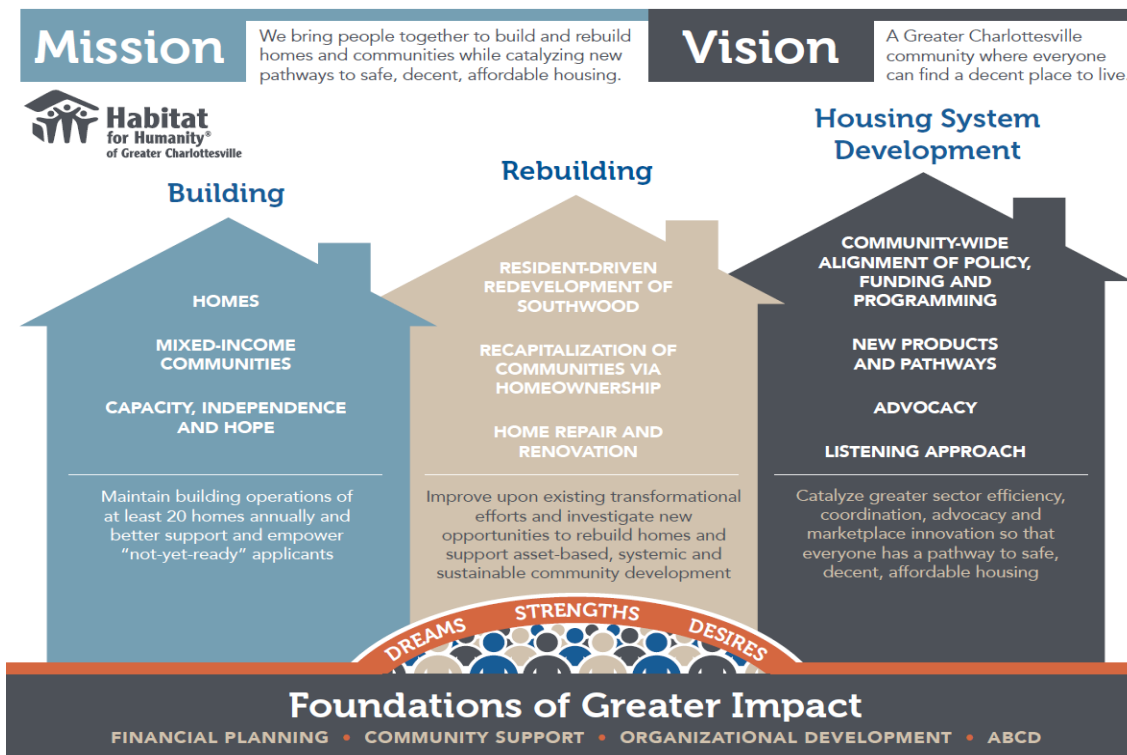 Mission
We bring people together to build and rebuild
homes and communities while catalyzing new
pathways to safe, decent, affordable housing.
Vision
A Greater Charlottesville
community where everyone
can find a decent place to live.
Habitat
for Humanity®
of Greater Charlottesville
Building
HOMES
MIXED-INCOME
COMMUNITIES
CAPACITY, INDEPENDENCE
AND HOPE
Maintain building operations of
at least 20 homes annually and
better support and empower
“not-yet-ready” applicants
Rebuilding
RESIDENT-DRIVEN
REDEVELOPMENT OF
SOUTHWOOD
RECAPITALIZATION OF
COMMUNITIES VIA
HOMEOWNERSHIP
HOME REPAIR AND
RENOVATION
Improve upon existing transformational
efforts and investigate new
opportunities to rebuild homes and
support asset-based, systemic and
sustainable community development
Housing System
Development
COMMUNITY-WIDE
ALIGNMENT OF POLICY,
FUNDING AND
PROGRAMMING
NEW PRODUCTS
AND PATHWAYS
ADVOCACY
LISTENING APPROACH
Catalyze greater sector efficiency,
coordination, advocacy and
marketplace innovation so that
everyone has a pathway to safe,
decent, affordable housing
DREAMS STRENGTHS DESIRES
Foundations of Greater Impact
FINANCIAL PLANNING • COMMUNITY SUPPORT • ORGANIZATIONAL DEVELOPMENT • ABCD